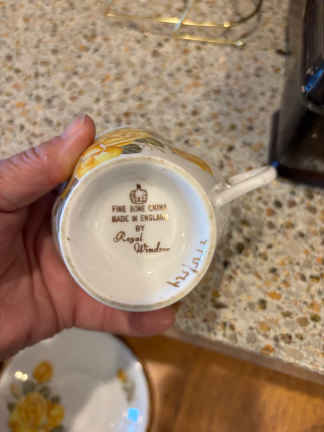 FINE BONE CHINA
MADE IN ENGLAND
BY
Royal
Windsor